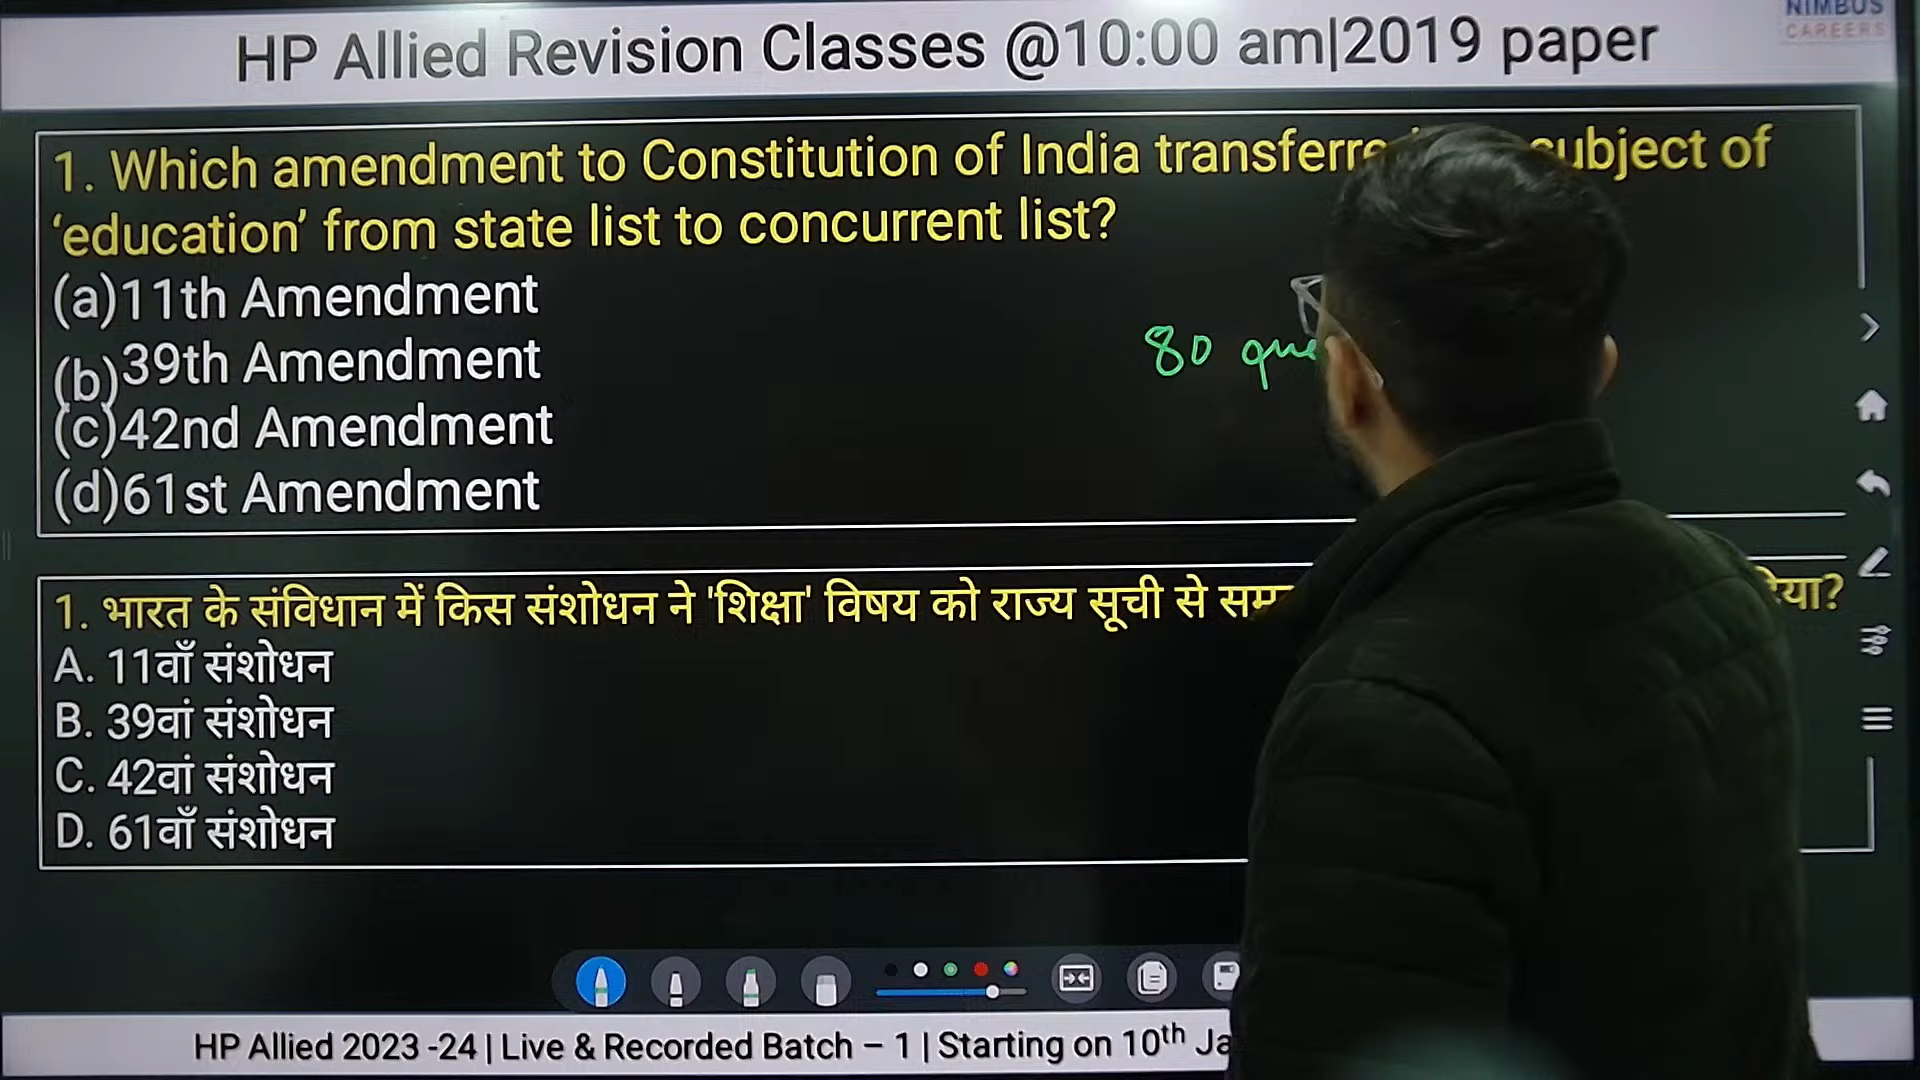 NIMBUS
CAREERS
HP Allied Revision Classes @10:00 am|2019 paper
1. Which amendment to Constitution of India subject of
'education' from state list to concurrent list?
(a)11th Amendment
(b)39th Amendment
(c)42nd Amendment
(d)61st Amendment
80
1. भारत के संविधान में किस संशोधन ने 'शिक्षा' विषय को राज्य सूची से
A. 11वाँ संशोधन
B. 39वां संशोधन
C. 42वां संशोधन
D. 61वाँ संशोधन
HP Allied 2023 -24 | Live & Recorded Batch – 1 | Starting on 10th